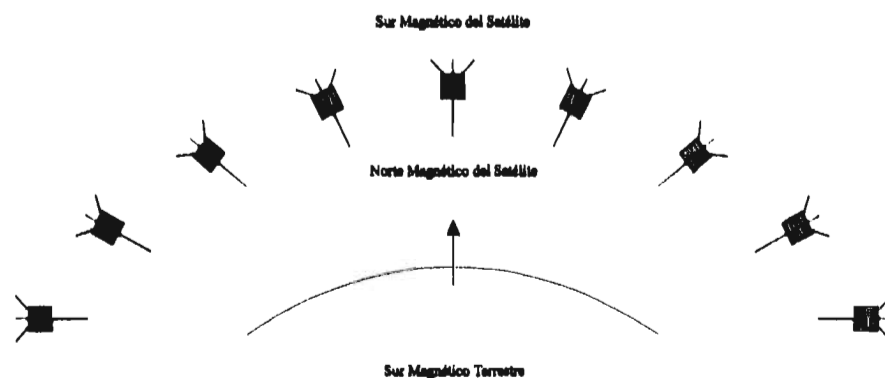 Sur Magnético del Satélite
Norte Magnético del Satélite
Sur Magnético Terrestre